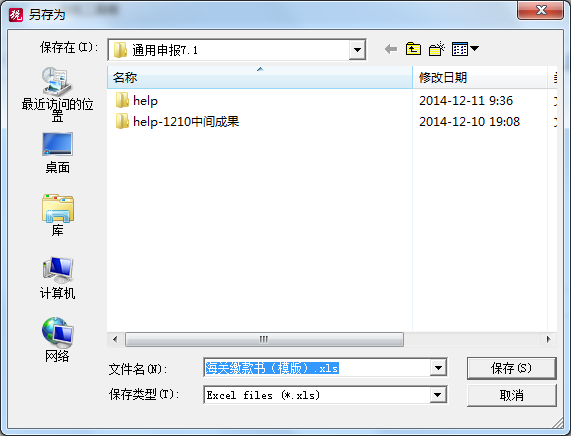 税 另存为
保存在(I): 通用申报7.1
名称 修改日期
help 2014-12-11 9:36
help-1210中间成果 2014-12-10 19:08
最近访问的位
置
桌面
库
计算机
网络
文件名(N): 海关缴款书(模版).xls 保存(S)
保存类型(T): Excel files (*.xls) 取消